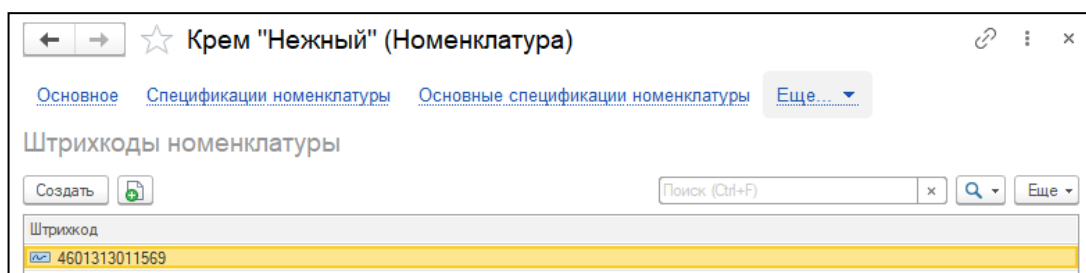 Крем "Нежный" (Номенклатура)
Основное Спецификации номенклатуры Основные спецификации номенклатуры Еще...
Штрихкоды номенклатуры
Создать Поиск (Ctrl+F) × Еще
Штрихкод
4601313011569